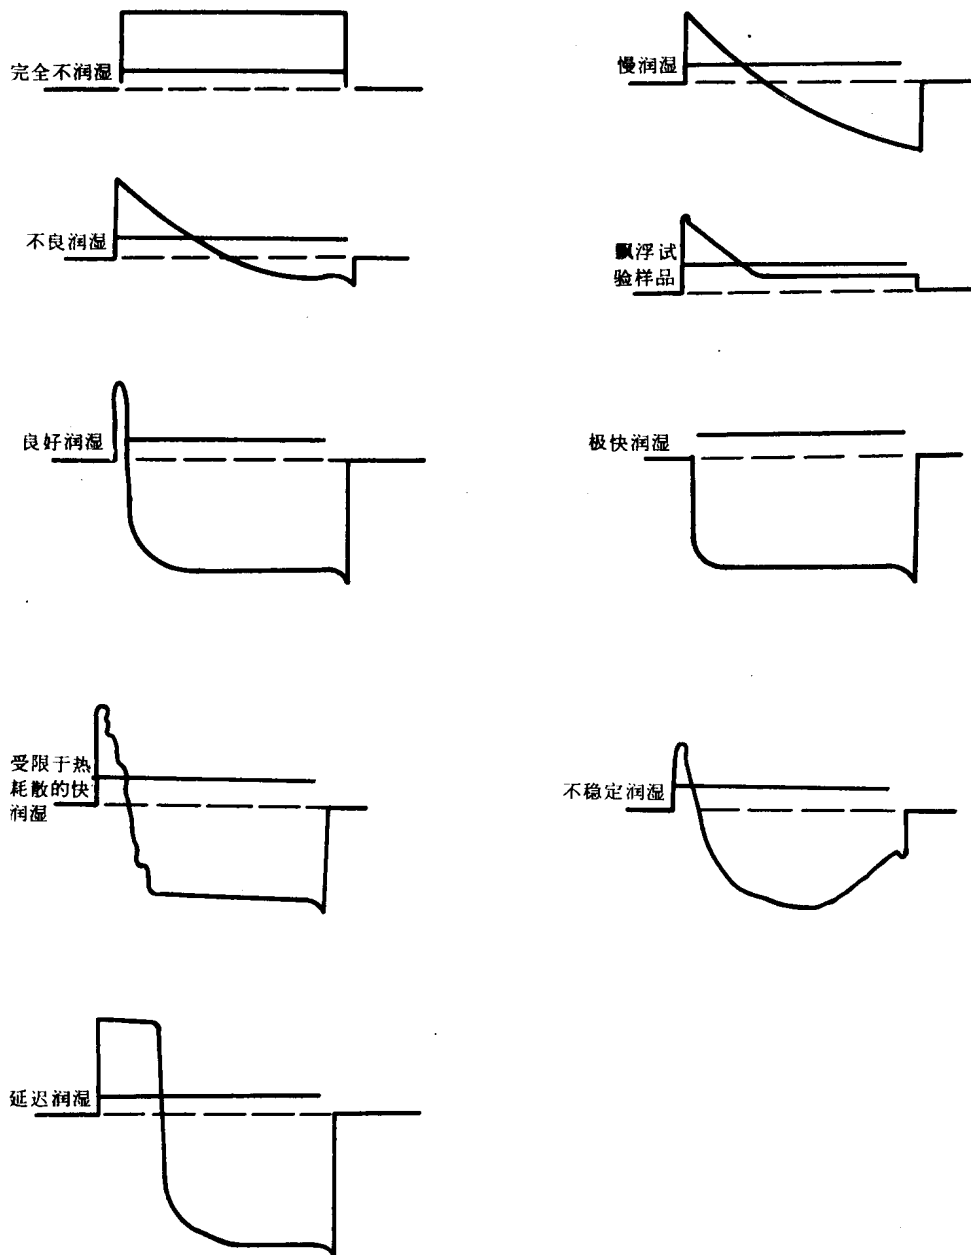 完全不润湿
慢润湿
不良润湿
飘浮试
验样品
良好润湿
极快润湿
受限于热
耗散的快
润湿
不稳定润湿
延迟润湿